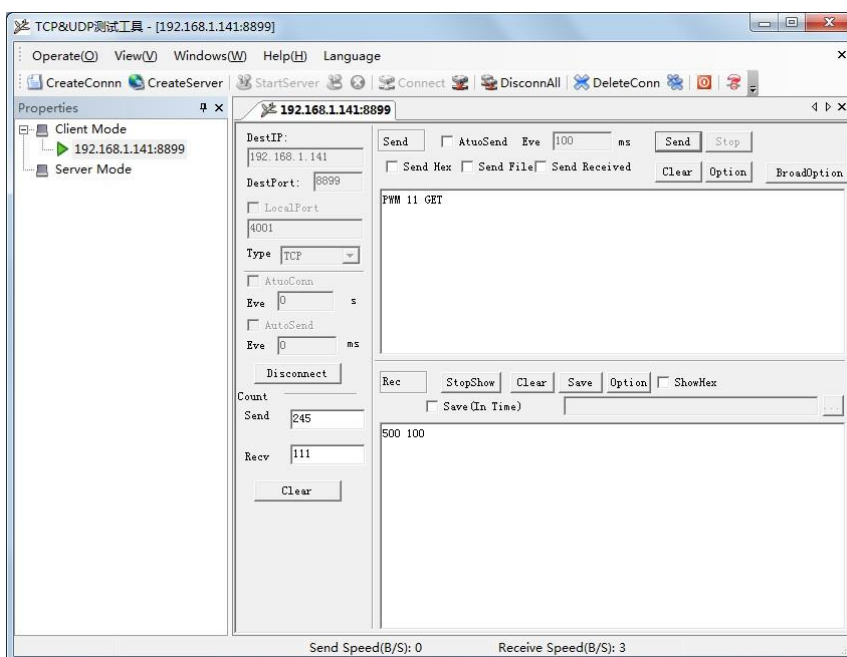 TCP&UDP测试工具 - [192.168.1.141:8899]
Operate(O) View(V) Windows(W) Help(H) Language
CreateConnn CreateServer StartServer Connect DisconnAll DeleteConn
Properties
192.168.1.141:8899
Client Mode
192.168.1.141:8899
Server Mode
DestIP:
192.168.1.141
DestPort: 8899
LocalPort
4001
Type TCP
AtuoConn
Eve 0 s
AutoSend
Eve 0 ms
Disconnect
Count
Send 245
Recv 111
Clear
Send AtuoSend Eve 100 ms Send Stop
Send Hex Send File Send Received Clear Option BroadOption
PWM 11 GET
Rec StopShow Clear Save Option ShowHex
Save(In Time) ...
500 100
Send Speed(B/S): 0 Receive Speed(B/S): 3